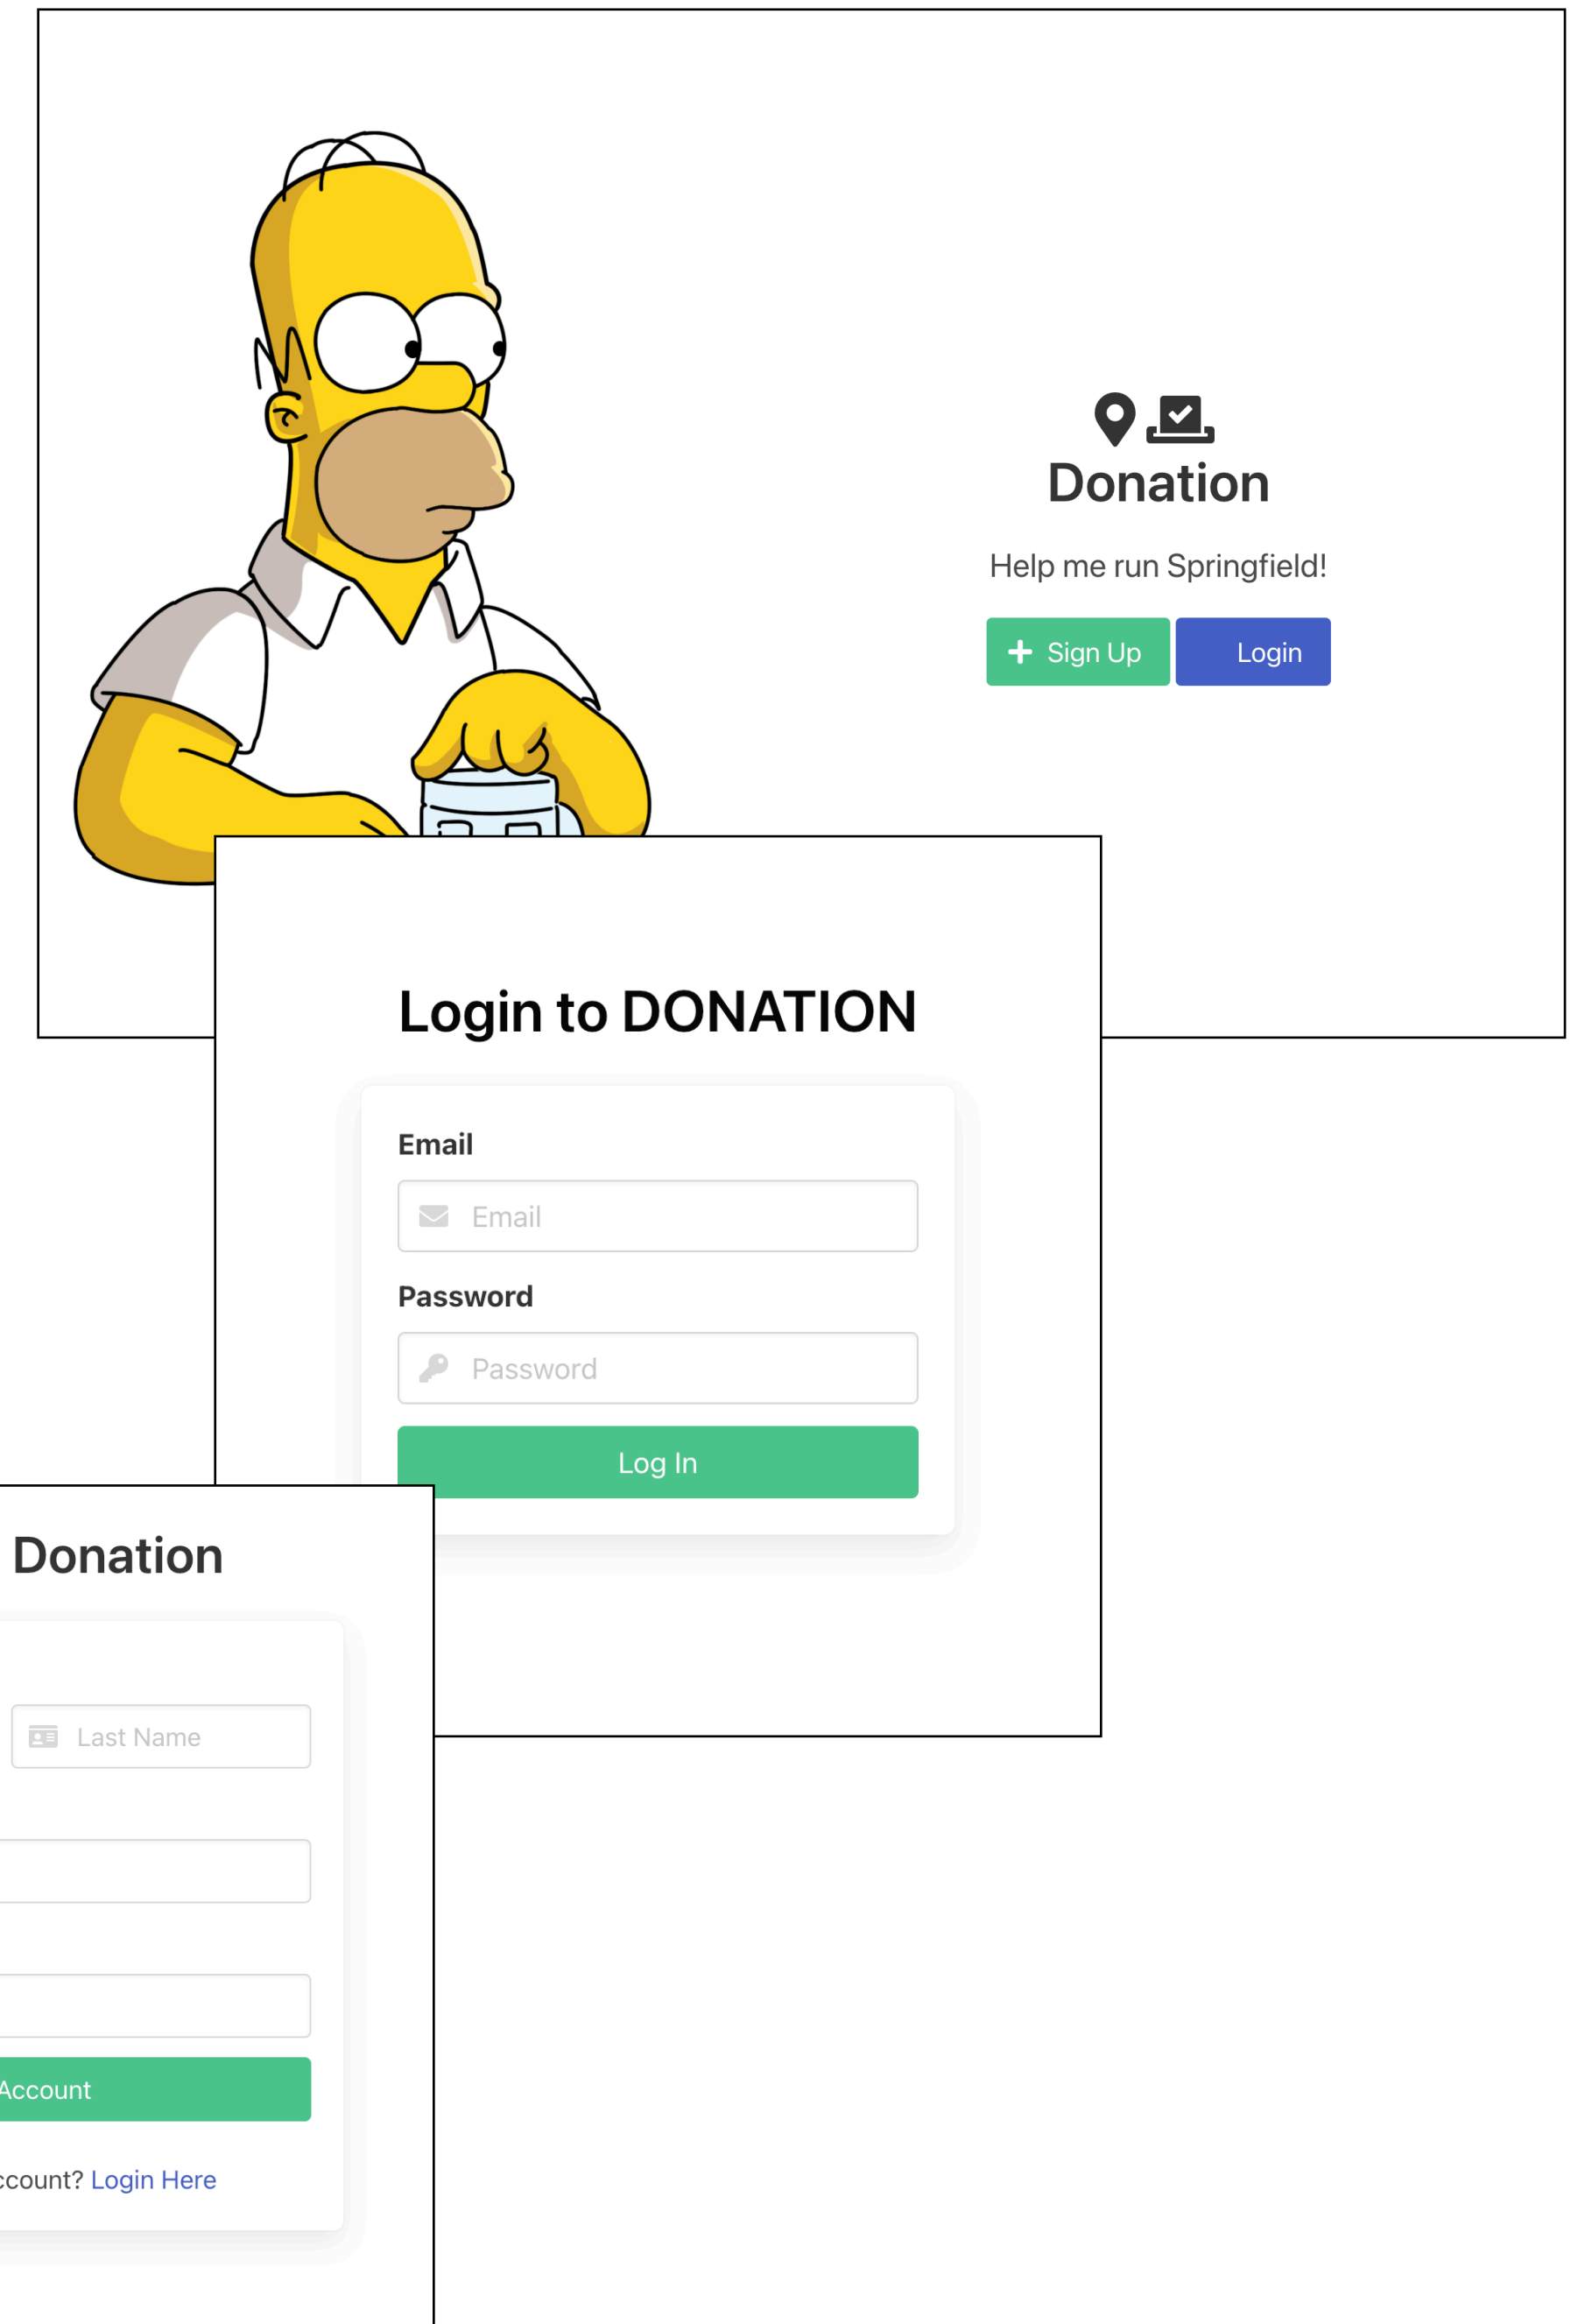 Donation
Help me run Springfield!
Sign Up
Login
Login to DONATION
Email
Email
Password
Password
Log In
Donation
Last Name
Account
Login Here